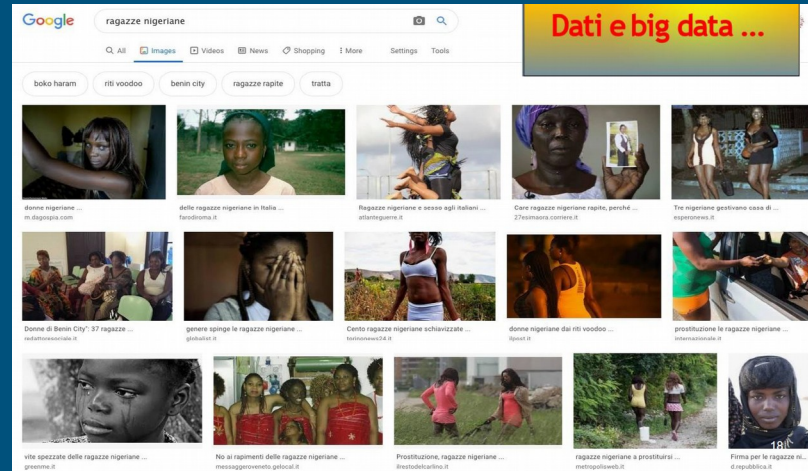 Google
ragazze nigeriane
Dati e big data ...
All Images Videos News Shopping More Settings Tools
boko haram riti voodoo benin city ragazze rapite tratta
donne nigeriane ...
m.dagospia.com
delle ragazze nigeriane in Italia ...
farodiroma.it
Ragazze nigeriane e sesso agli italiani ...
atlanteguerre.it
Care ragazze nigeriane rapite, perché ...
27esimaora.corriere.it
Tre nigeriane gestivano casa di ...
esperonews.it
Donne di Benin City": 37 ragazze ...
redattoresociale.it
genere spinge le ragazze nigeriane ...
globalist.it
Cento ragazze nigeriane schiavizzate ...
torinonews24.it
donne nigeriane dai riti voodoo ...
ilpost.it
prostituzione le ragazze nigeriane ...
internazionale.it
vite spezzate delle ragazze nigeriane ...
greenme.it
No ai rapimenti delle ragazze nigeriane ...
messaggeroveneto.gelocal.it
Prostituzione, ragazze nigeriane ...
ilrestodelcarlino.it
ragazze nigeriane a prostituirsi ...
metropolisweb.it
18
Firma per le ragazze ni...
d.repubblica.it